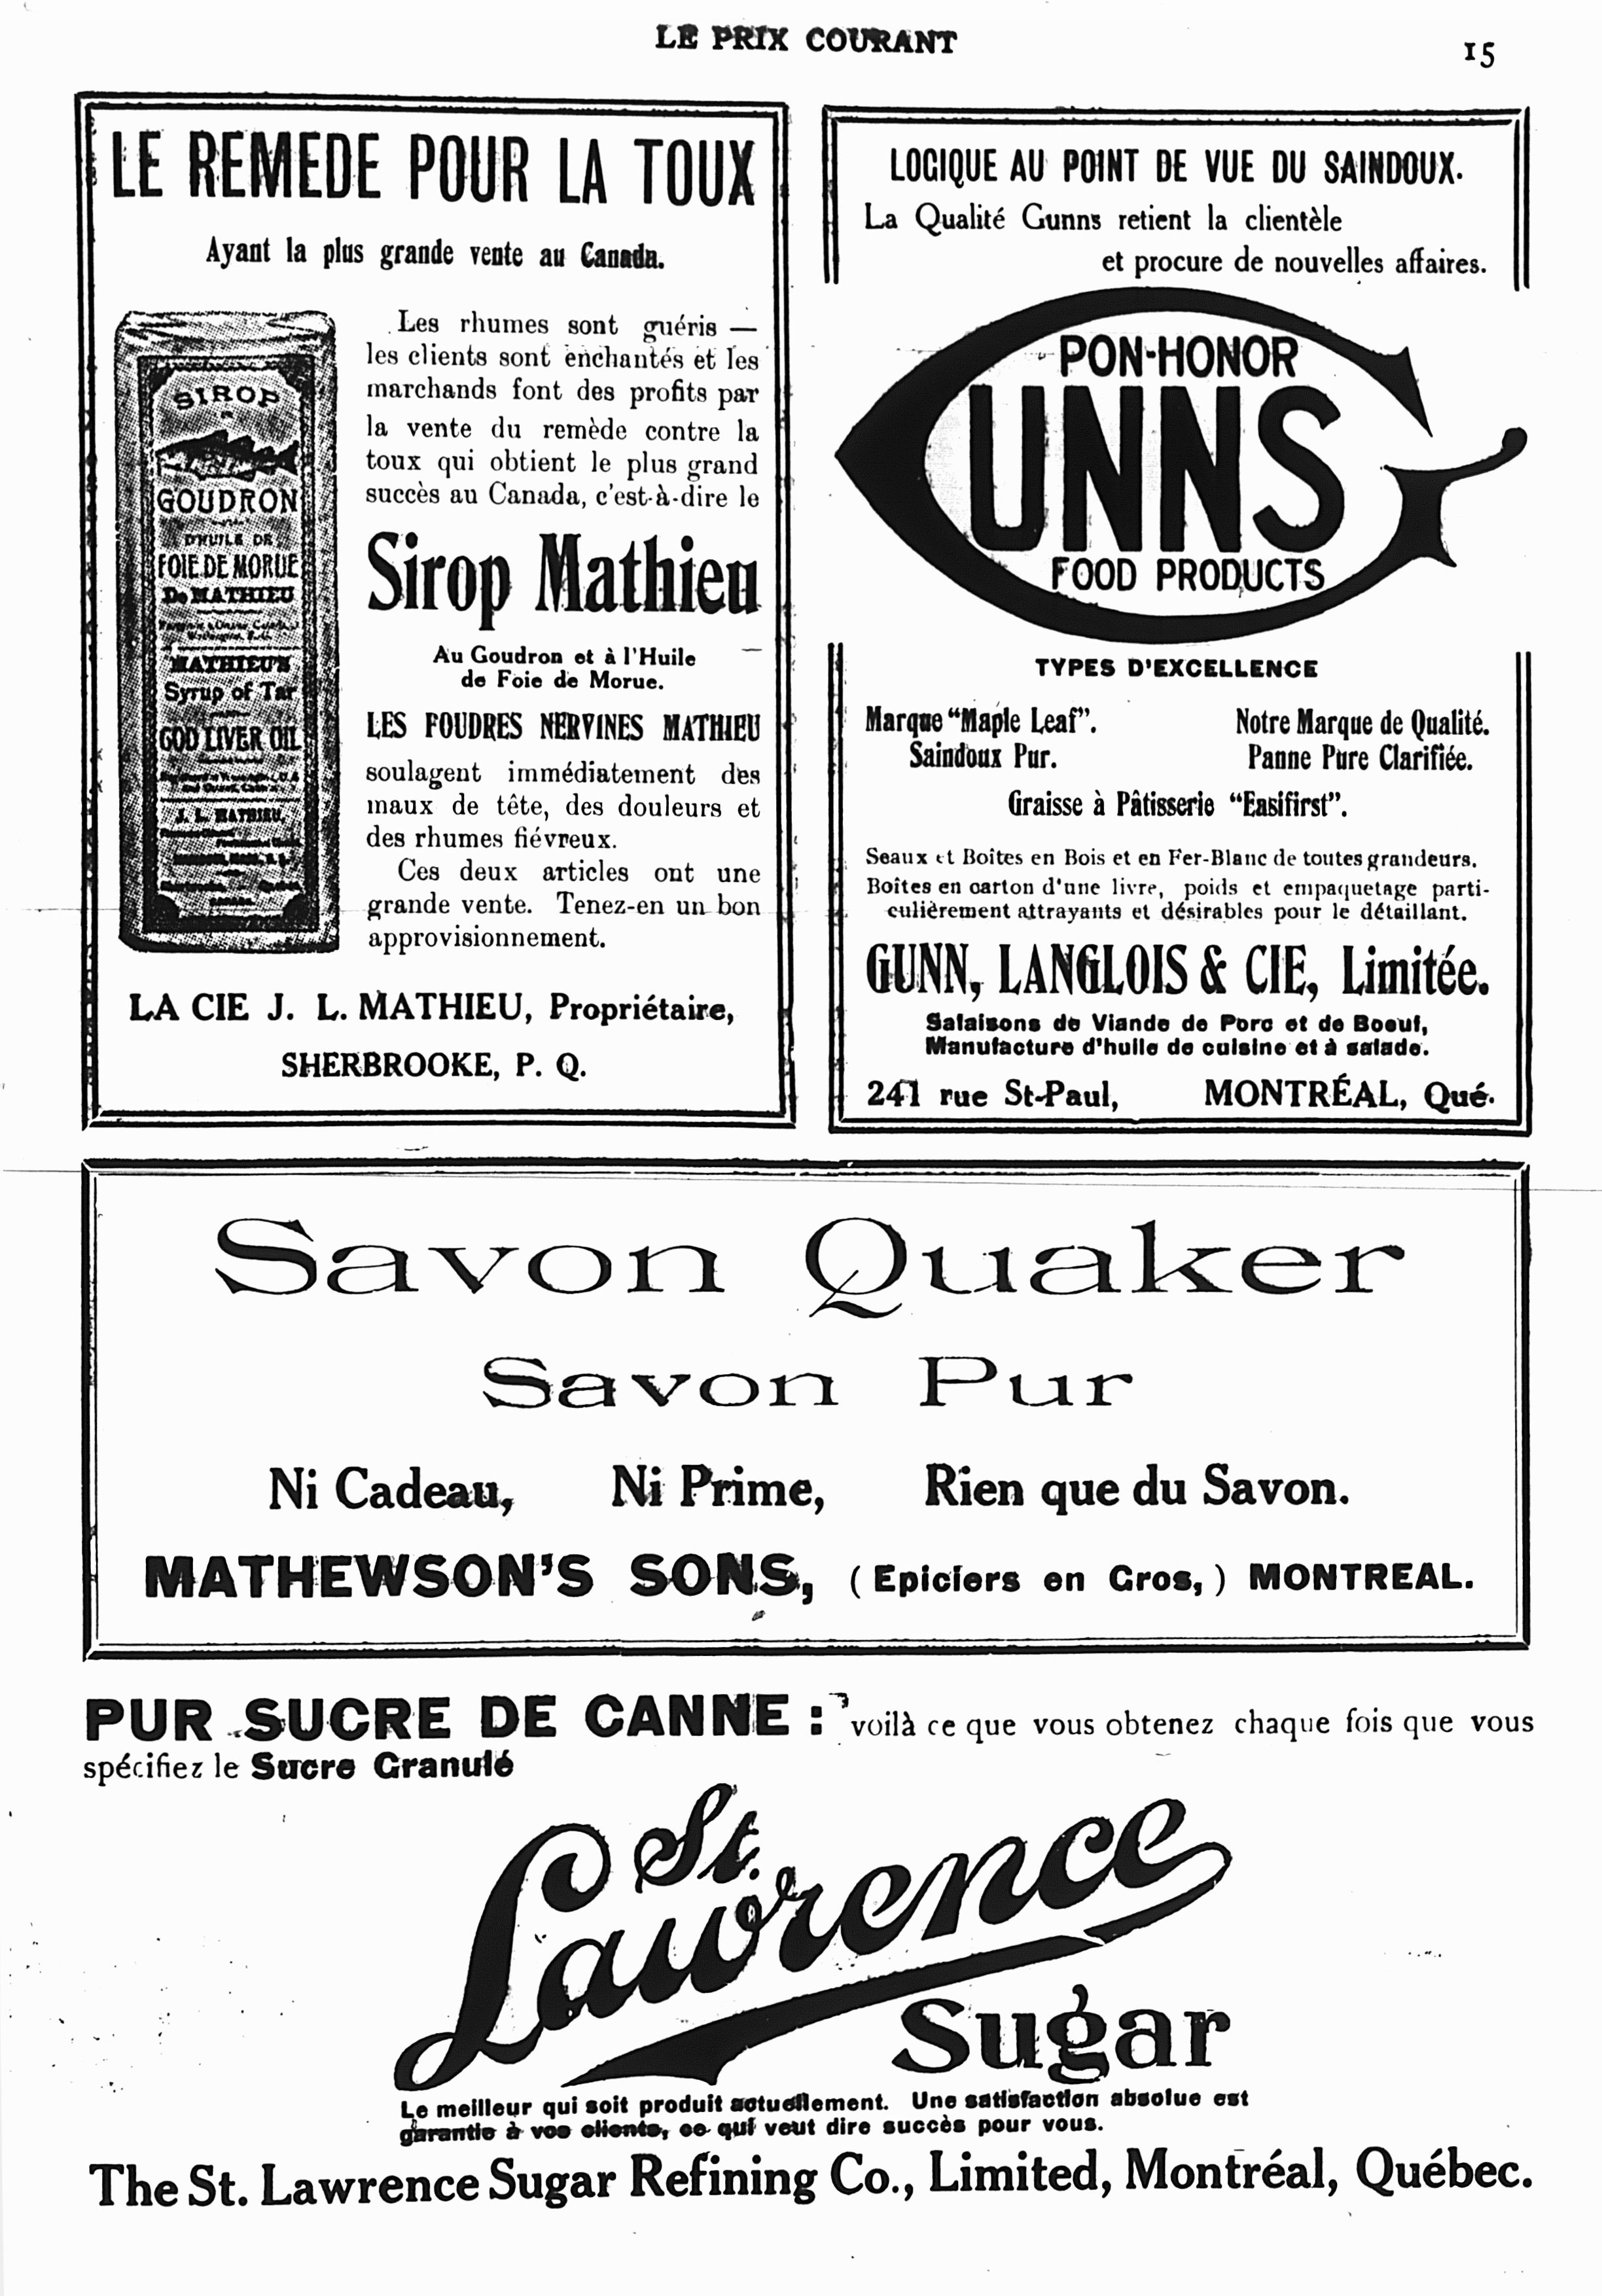 LE PRIX COURANT
15
LE REMEDE POUR LA TOUX
Ayant la plus grande vente au Canada.
SIROP
GOUDRON
D'HUILE DE
FOIE DE MORUE
De MATHIEU
MATHIEU'S
Syrup of Tar
COD LIVER OIL
J. L. MATHIEU,
Les rhumes sont guéris —
les clients sont enchantés et les
marchands font des profits par
la vente du remède contre la
toux qui obtient le plus grand
succès au Canada, c'est-à-dire le
Sirop Mathieu
Au Goudron et à l'Huile
de Foie de Morue.
LES FOUDRES NERVINES MATHIEU
soulagent immédiatement des
maux de tête, des douleurs et
des rhumes fiévreux.
Ces deux articles ont une
grande vente. Tenez-en un bon
approvisionnement.
LA CIE J. L. MATHIEU, Propriétaire,
SHERBROOKE, P. Q.
LOGIQUE AU POINT DE VUE DU SAINDOUX.
La Qualité Gunns retient la clientèle
et procure de nouvelles affaires.
PON-HONOR
GUNNS
FOOD PRODUCTS
TYPES D'EXCELLENCE
Marque "Maple Leaf". Notre Marque de Qualité.
Saindoux Pur. Panne Pure Clarifiée.
Graisse à Pâtisserie "Easifirst".
Seaux et Boîtes en Bois et en Fer-Blanc de toutes grandeurs.
Boîtes en carton d'une livre, poids et empaquetage parti-
culièrement attrayants et désirables pour le détaillant.
GUNN, LANGLOIS & CIE, Limitée.
Salaisons de Viande de Porc et de Boeuf,
Manufacture d'huile de cuisine et à salade.
241 rue St-Paul, MONTRÉAL, Qué.
Savon Quaker
Savon Pur
Ni Cadeau, Ni Prime, Rien que du Savon.
MATHEWSON'S SONS, (Epiciers en Gros,) MONTREAL.
PUR SUCRE DE CANNE : voilà ce que vous obtenez chaque fois que vous
spécifiez le Sucre Granulé
St.
Lawrence
Sugar
Le meilleur qui soit produit actuellement. Une satisfaction absolue est
garantie à vos clients, ce qui veut dire succès pour vous.
The St. Lawrence Sugar Refining Co., Limited, Montréal, Québec.